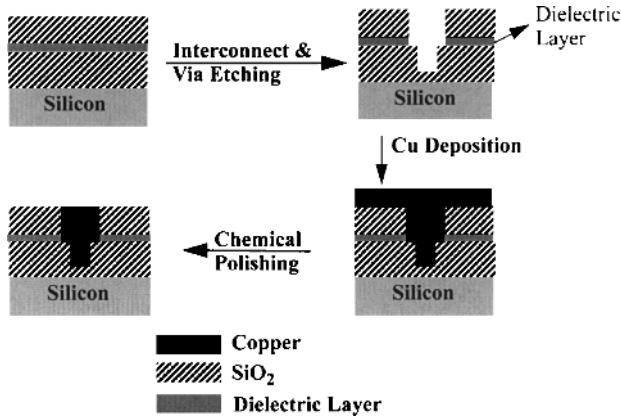 Dielectric
Layer
Interconnect &
Via Etching
Silicon
Silicon
Cu Deposition
Chemical
Polishing
Silicon
Silicon
Copper
SiO₂
Dielectric Layer